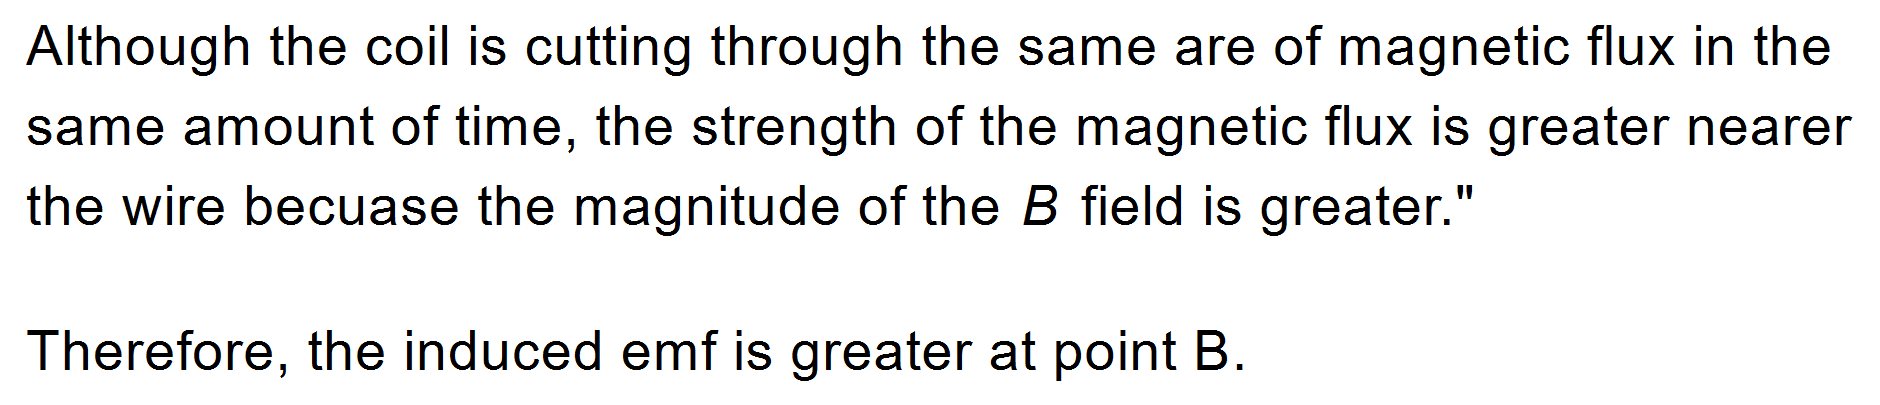 Although the coil is cutting through the same are of magnetic flux in the
same amount of time, the strength of the magnetic flux is greater nearer
the wire becuase the magnitude of the B field is greater."
Therefore, the induced emf is greater at point B.